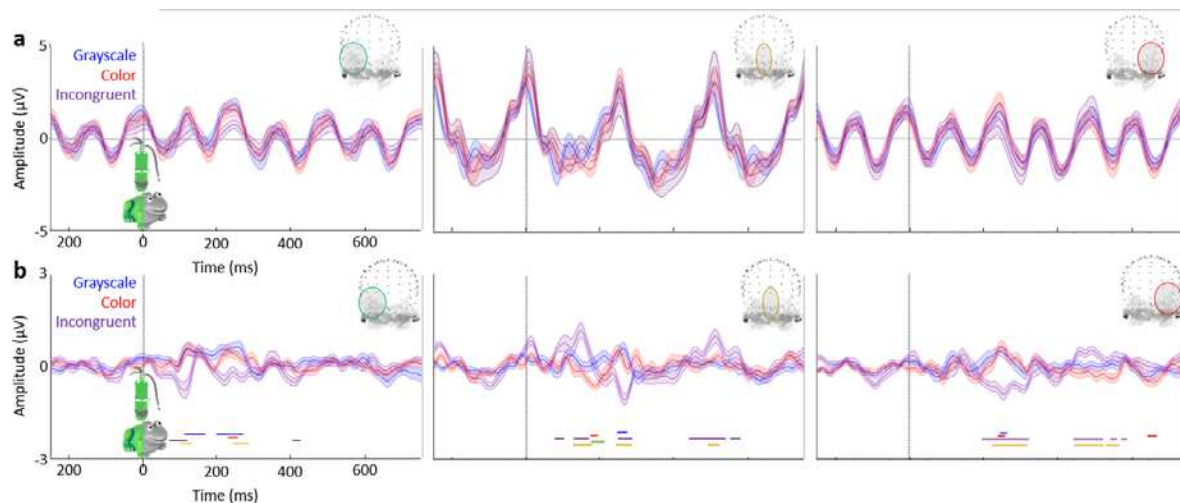 a
5
Grayscale
Color
Incongruent
Amplitude (µV)
0
-5
200 0 200 400 600
Time (ms)
b
3
Grayscale
Color
Incongruent
Amplitude (µV)
0
-3
200 0 200 400 600
Time (ms)